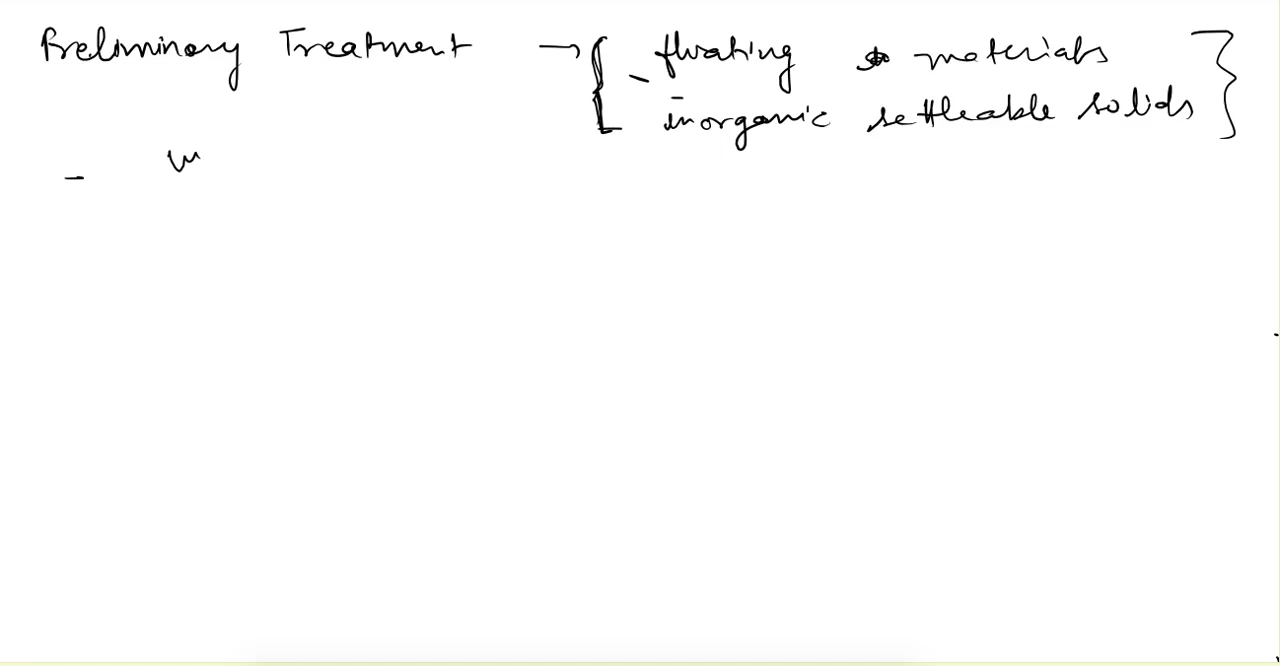 Preliminary Treatment → { - floating materials }
- inorganic settleable solids
-